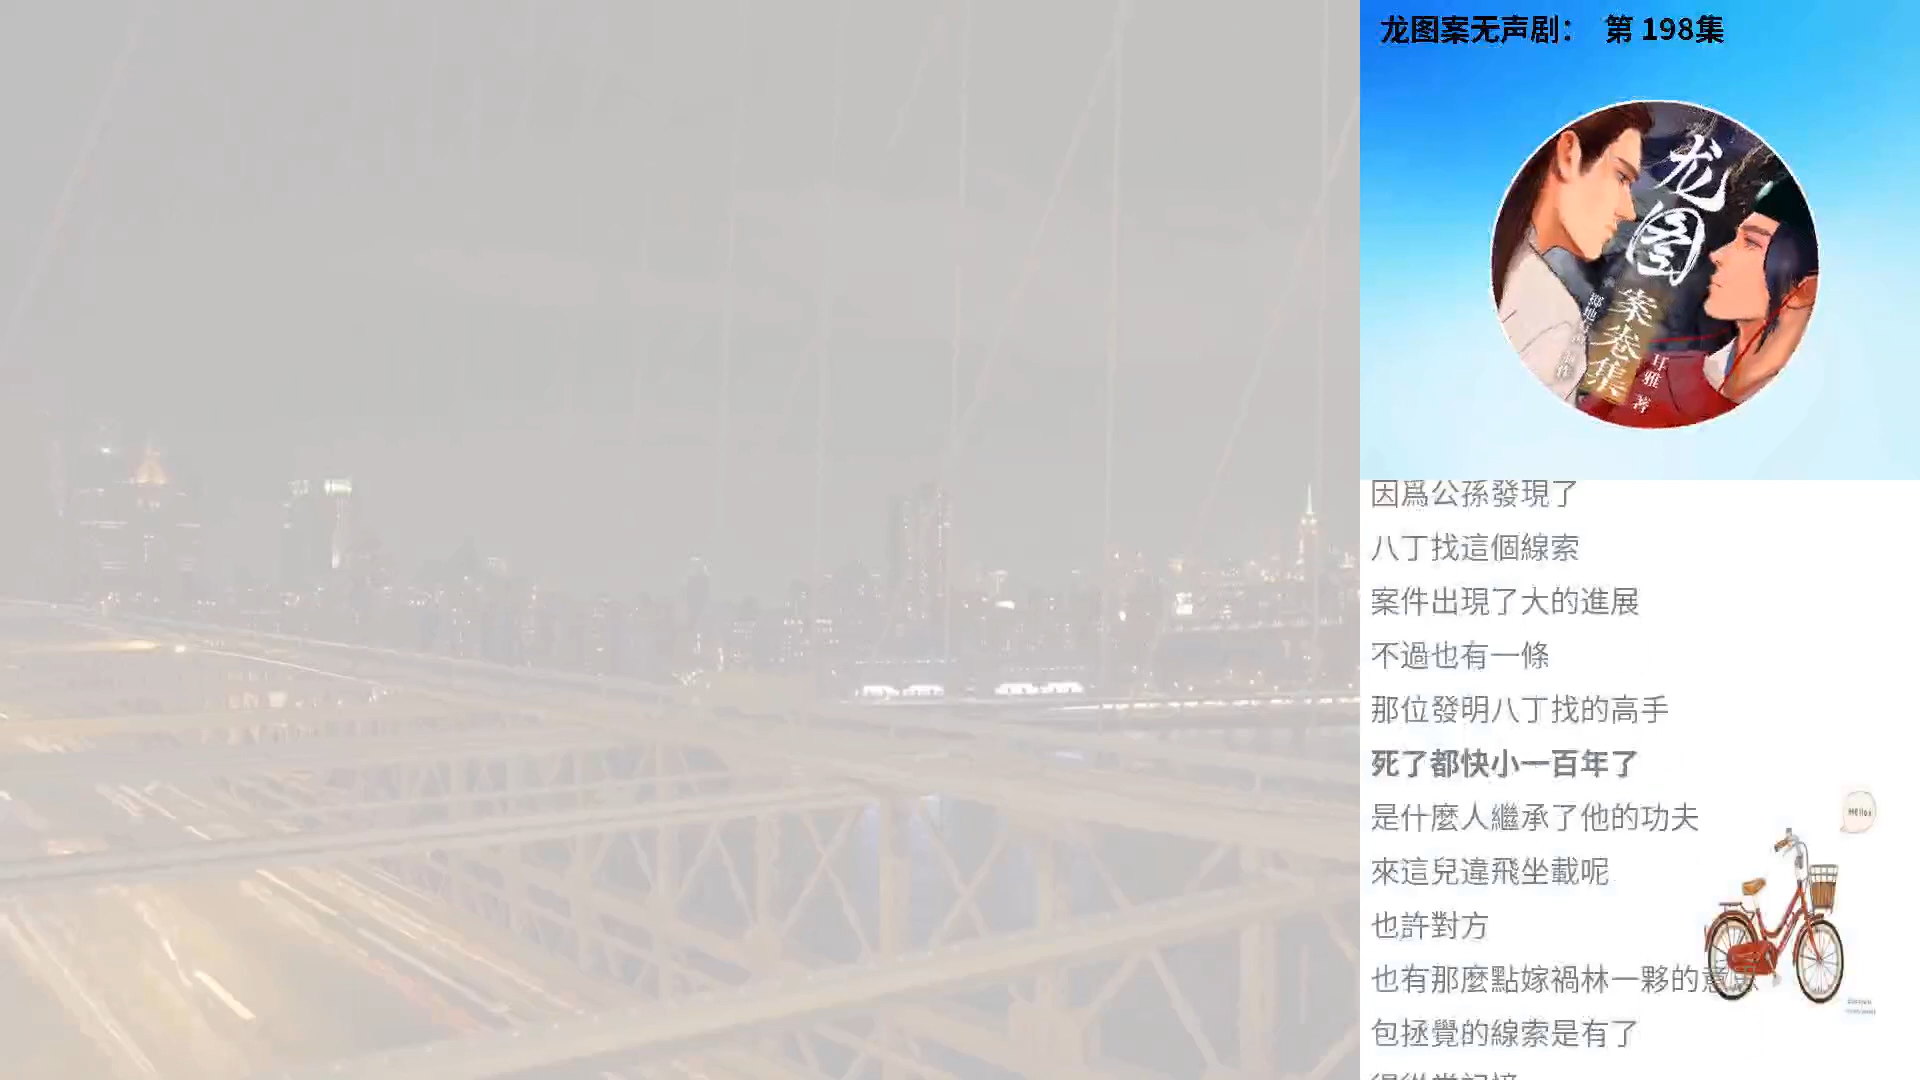 龙图案无声剧： 第 198集
龙图
案卷集
耳雅 著
因爲公孫發現了
八丁找這個線索
案件出現了大的進展
不過也有一條
那位發明八丁找的高手
死了都快小一百年了
是什麼人繼承了他的功夫
來這兒違飛坐載呢
也許對方
也有那麼點嫁禍林一夥的意思
包拯覺的線索是有了
Hello